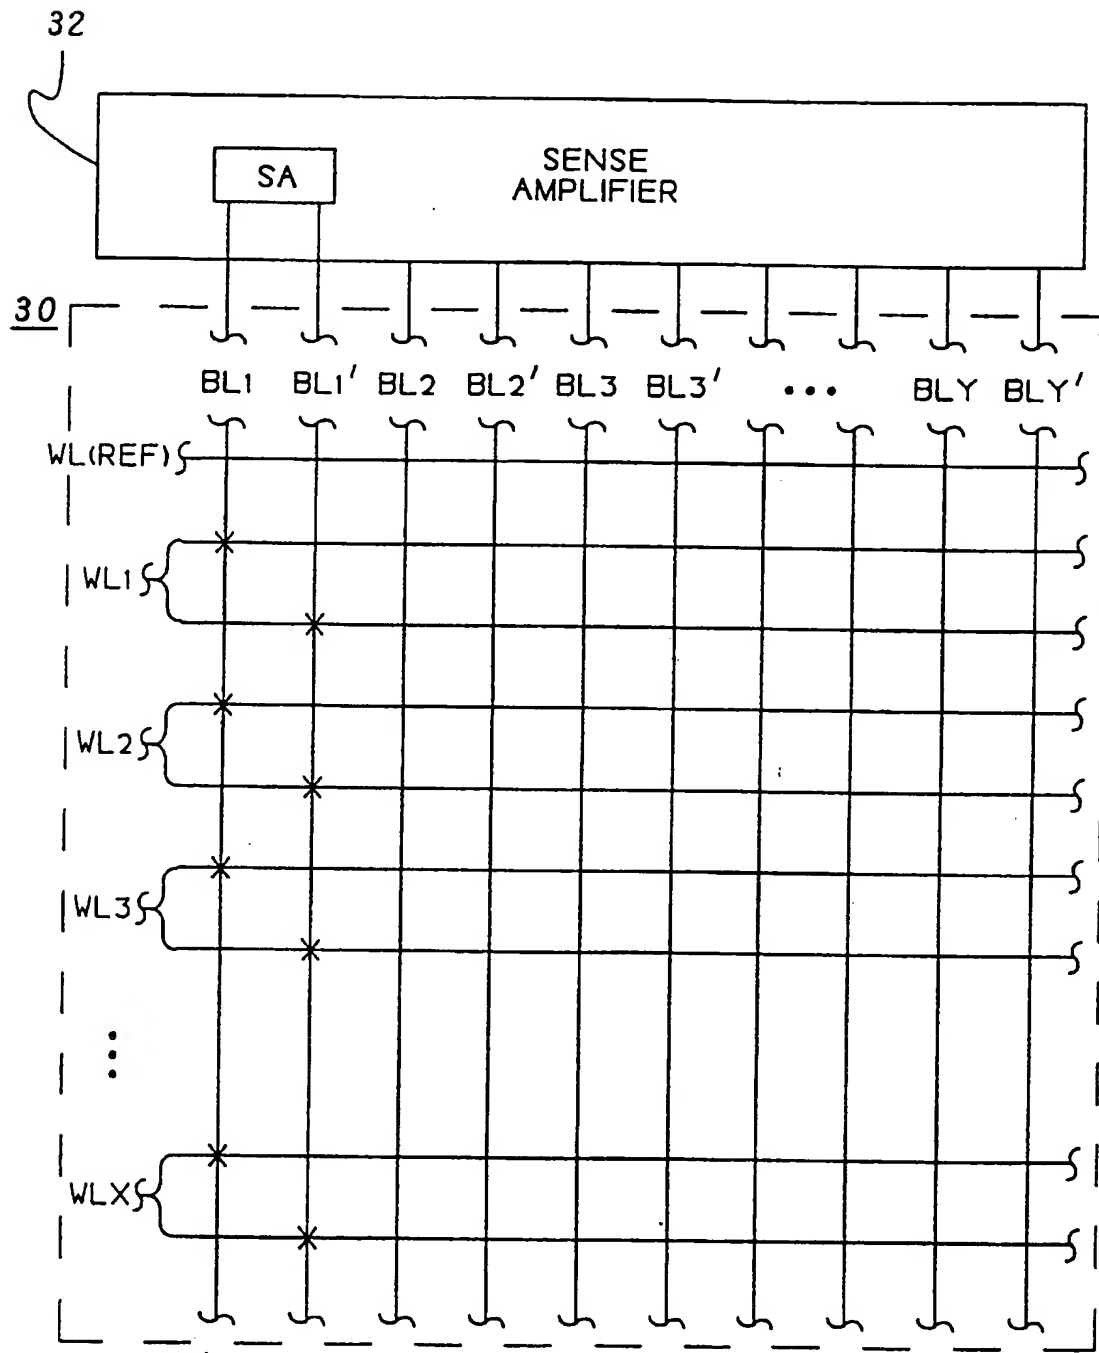 32
SA
SENSE
AMPLIFIER
30
BL1 BL1' BL2 BL2' BL3 BL3' ••• BLY BLY'
WL(REF)
WL1
WL2
WL3
WLX